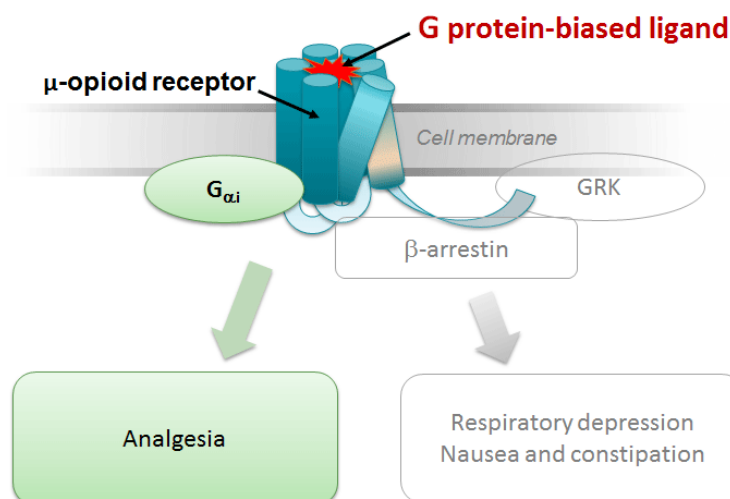 G protein-biased ligand
μ-opioid receptor
Cell membrane
Gαi
GRK
β-arrestin
Analgesia
Respiratory depression
Nausea and constipation